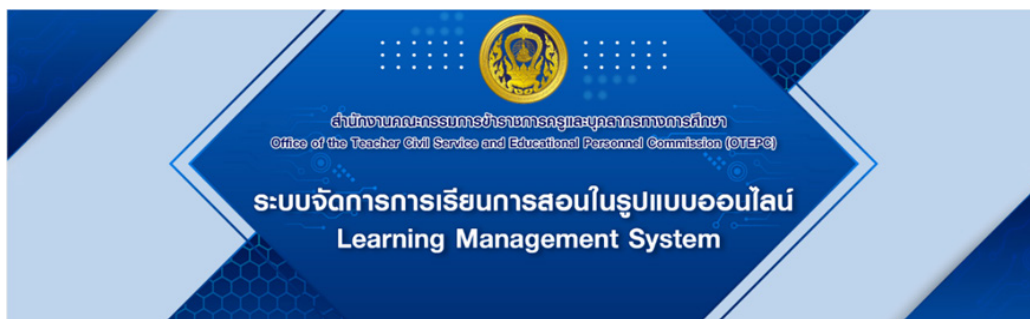 สำนักงานคณะกรรมการข้าราชการครูและบุคลากรทางการศึกษา
Office of the Teacher Civil Service and Educational Personnel Commission (OTEPC)
ระบบจัดการการเรียนการสอนในรูปแบบออนไลน์
Learning Management System